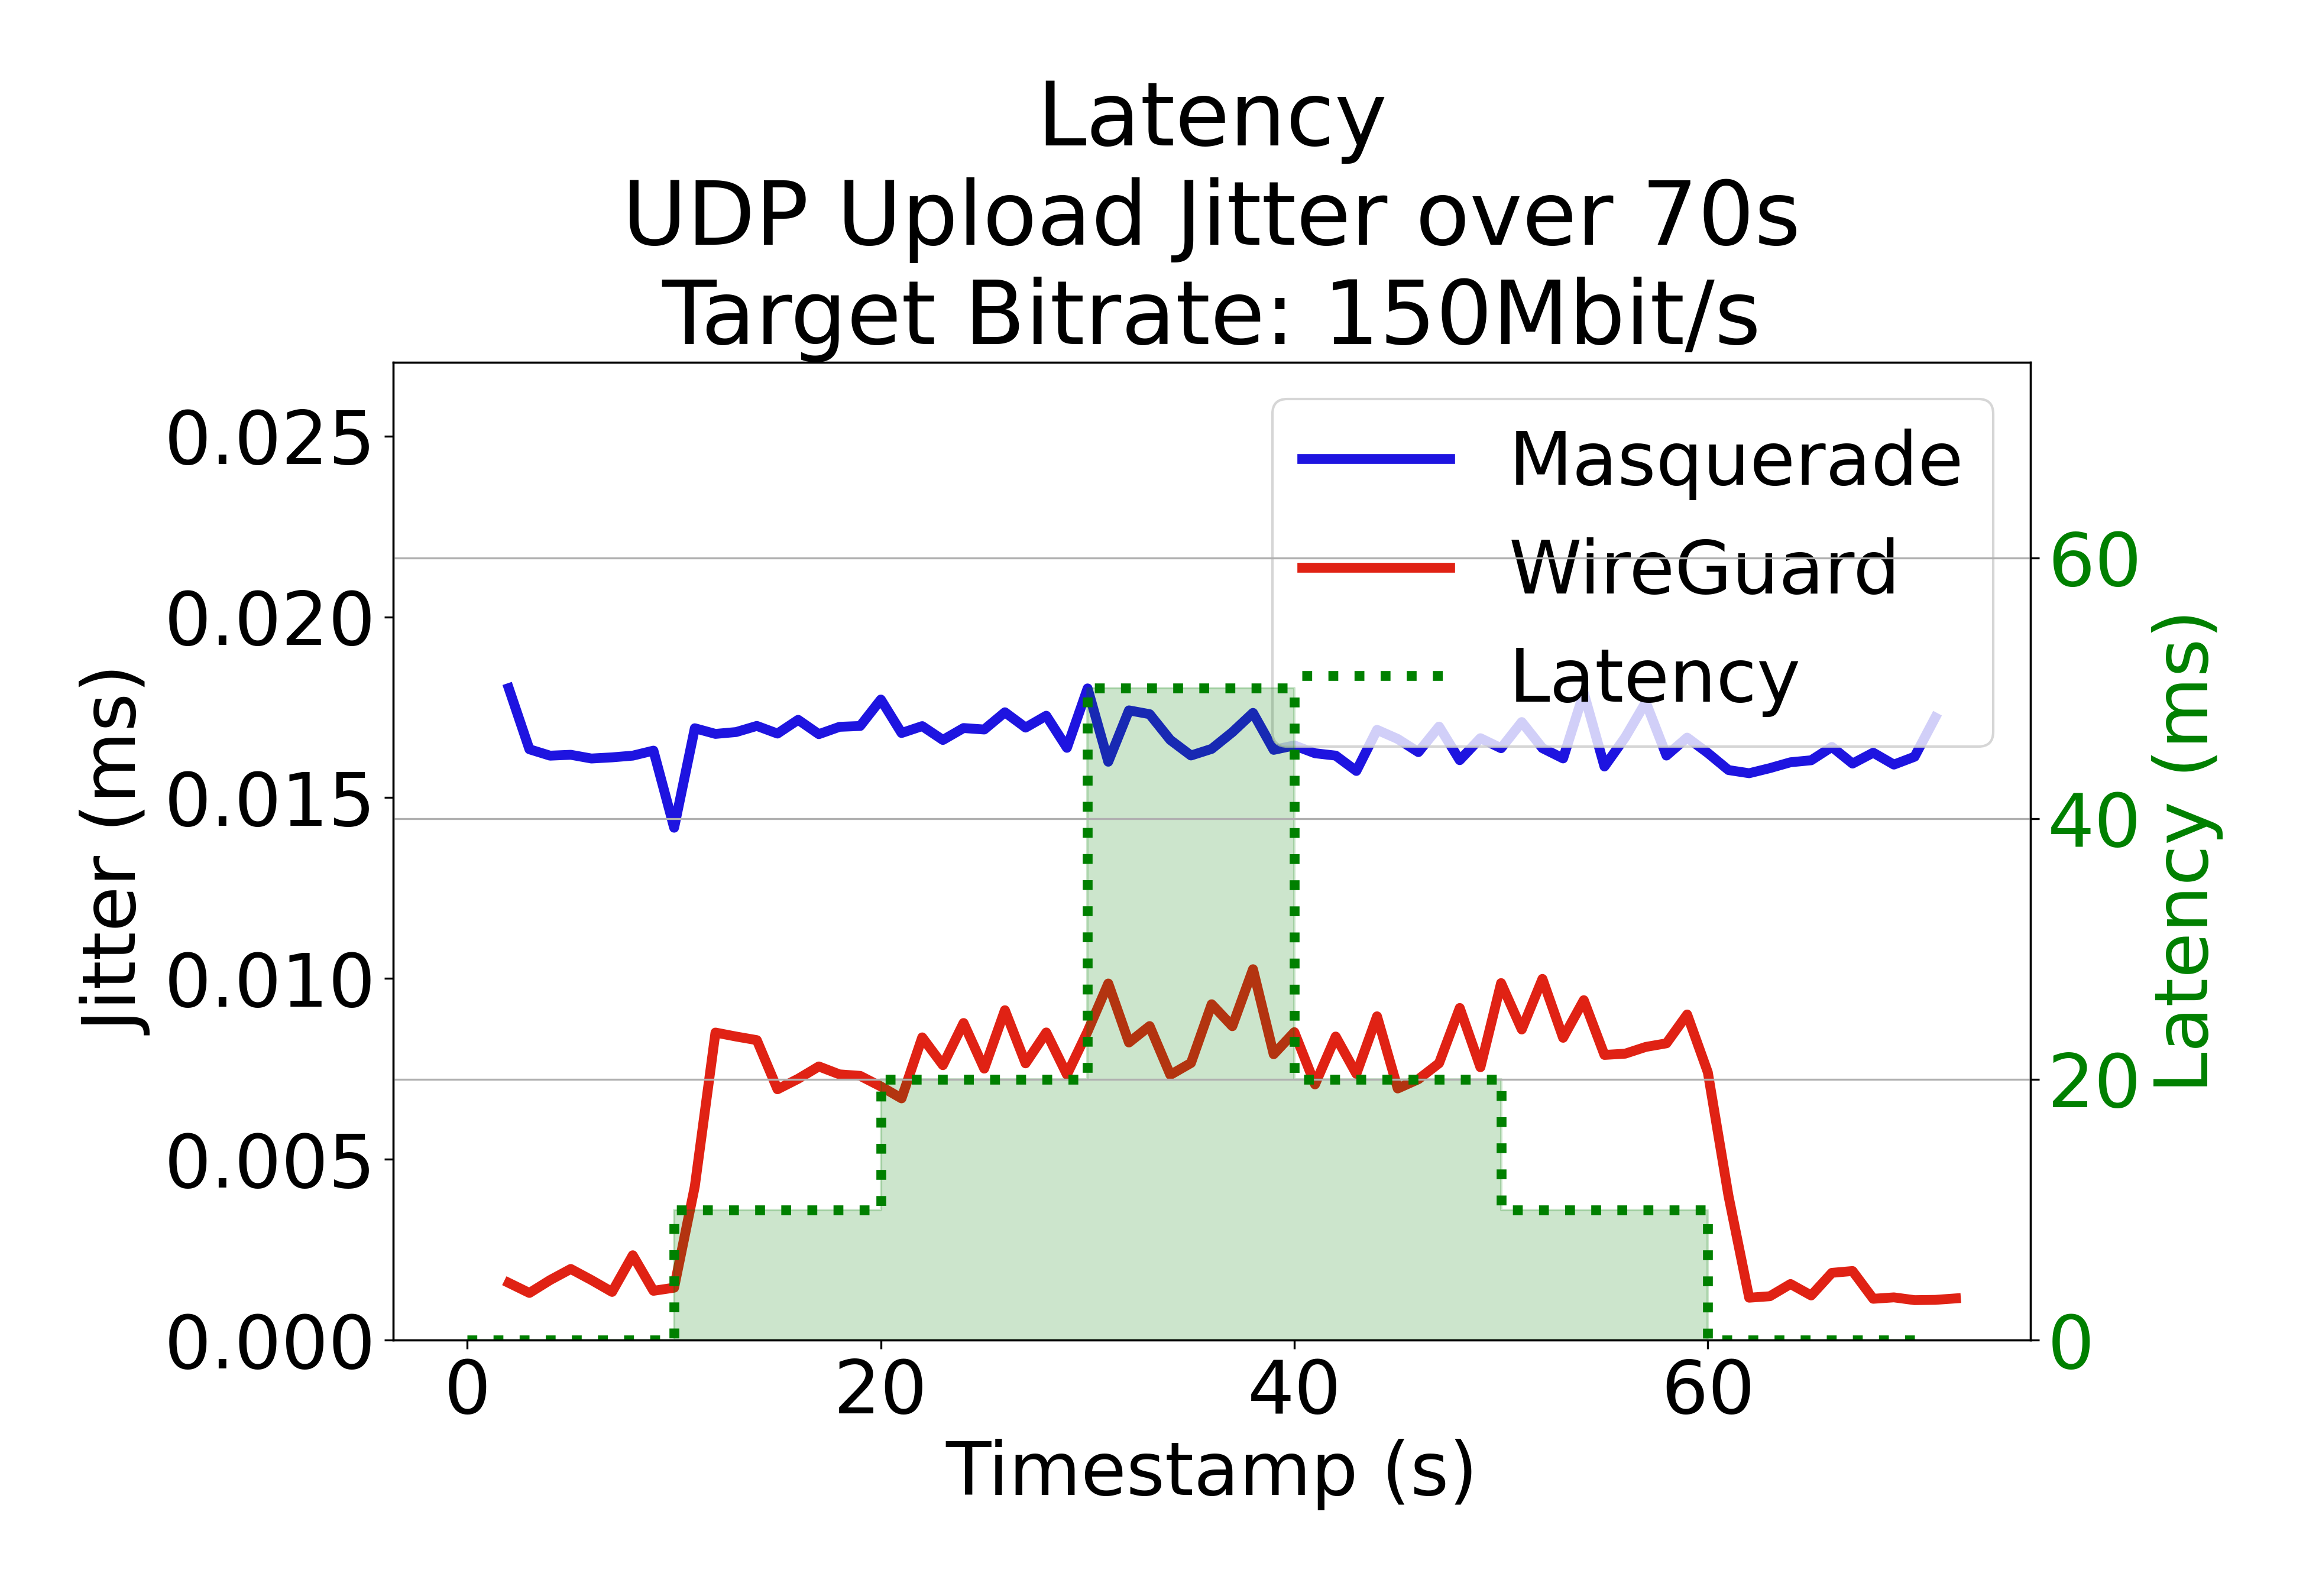 Latency
UDP Upload Jitter over 70s
Target Bitrate: 150Mbit/s
Jitter (ms)
0.025
0.020
0.015
0.010
0.005
0.000
Masquerade
WireGuard
Latency
60
40
20
0
Latency (ms)
0
20
40
60
Timestamp (s)